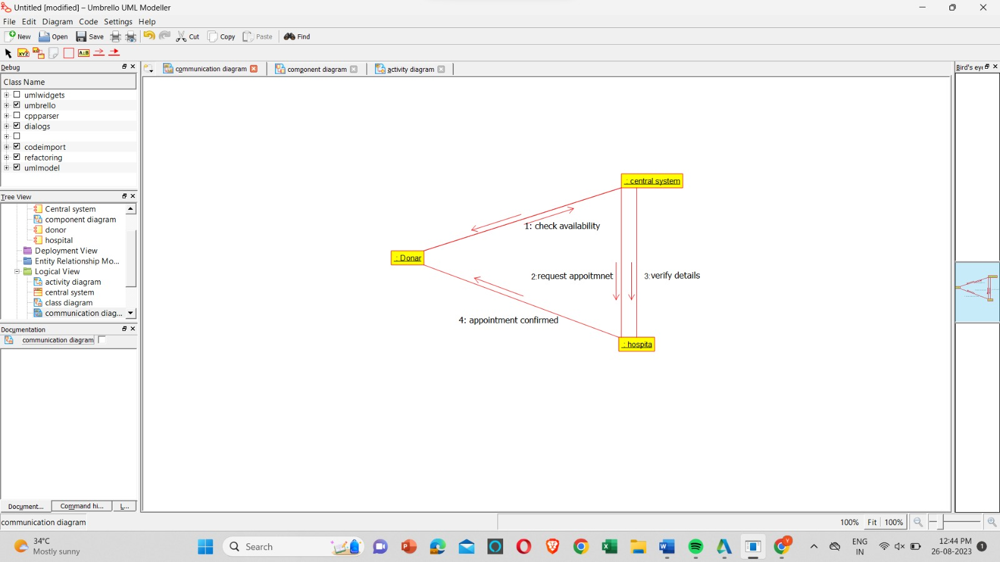 Untitled [modified] – Umbrello UML Modeller
File Edit Diagram Code Settings Help
New Open Save Cut Copy Paste Find
XYZ A:B
Debug
Class Name
umlwidgets
umbrello
cppparser
dialogs
codeimport
refactoring
umlmodel
Tree View
Central system
component diagram
donor
hospital
Deployment View
Entity Relationship Mo...
Logical View
activity diagram
central system
class diagram
communication diag...
Documentation
communication diagram
Document... Command hi... L...
communication diagram component diagram activity diagram
: central system
1: check availability
: Donar
2:request appoitmnet 3:verify details
4: appointment confirmed
: hospita
Bird's eye
communication diagram
100% Fit 100%
34°C
Mostly sunny
Search
ENG
IN
12:44 PM
26-08-2023
1